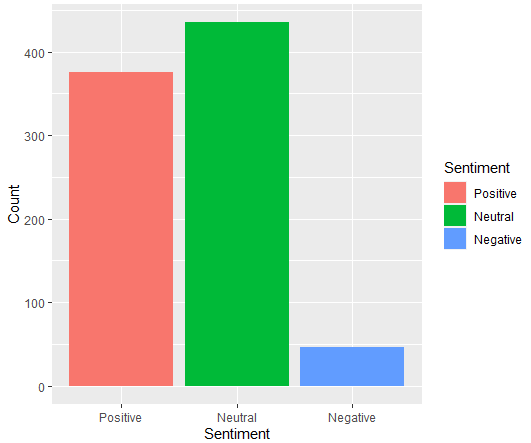 400
300
200
100
0
Count
Positive Neutral Negative
Sentiment
Sentiment
Positive
Neutral
Negative